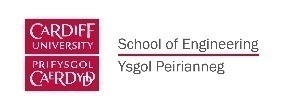 CARDIFF
UNIVERSITY
PRIFYSGOL
CAERDYDD
School of Engineering
Ysgol Peirianneg